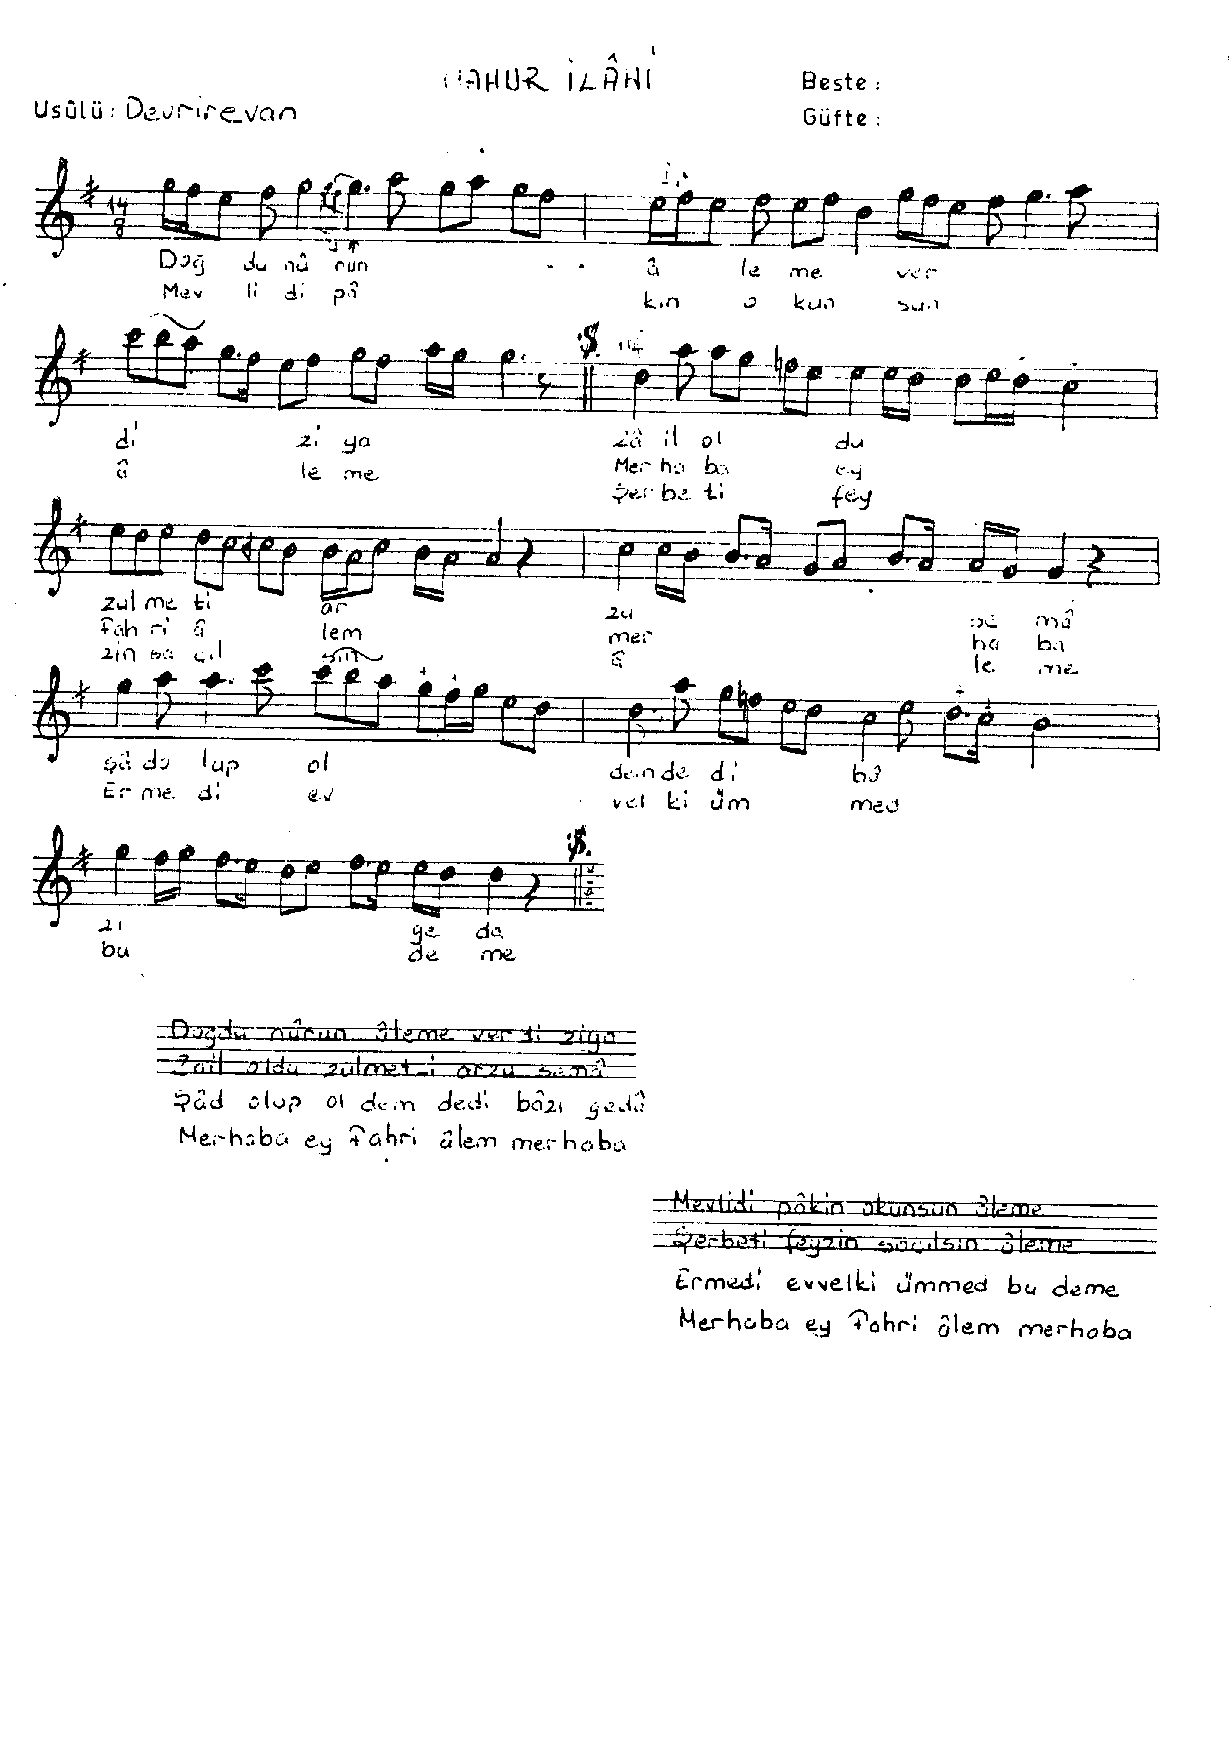 MAHUR İLÂHİ
Beste :
Usûlü : Devrirevan
Güfte :
14/8
Doğ du nû run â le me ver
Mev li di pâ kin o kun sun
di zi ya Zâ il ol du
â le me Mer ha ba ey
Şer be ti fey
zul me ti ar zu se mâ
Fah ri â lem mer ha ba
zin sa çıl sın â le me
Şâ do lup ol dem de di bâ
Er me di ev vel ki üm med
zı ge da
bu de me
Doğdu nûrun âleme verdi ziya
Zail oldu zulmet-i arzu semâ
Şâd olup ol dem dedi bâzı gedâ
Merhaba ey Fahri âlem merhaba
Mevlidi pâkin okunsun âleme
Şerbeti feyzin saçılsın âleme
Ermedi evvelki ümmed bu deme
Merhaba ey Fahri âlem merhaba